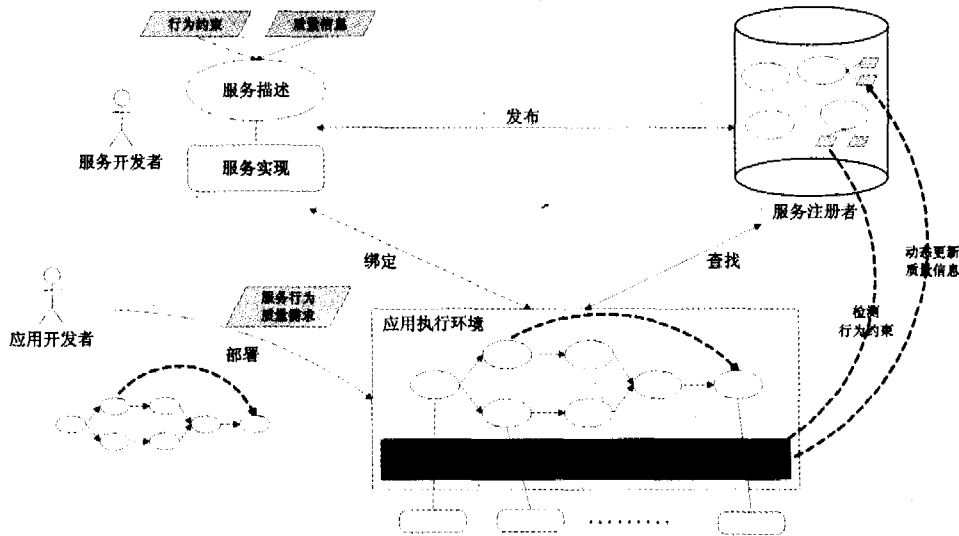 行为约束
质量信息
服务描述
服务开发者
服务实现
发布
服务注册者
绑定
查找
动态更新
质量信息
检测
行为约束
应用开发者
服务行为
质量需求
部署
应用执行环境